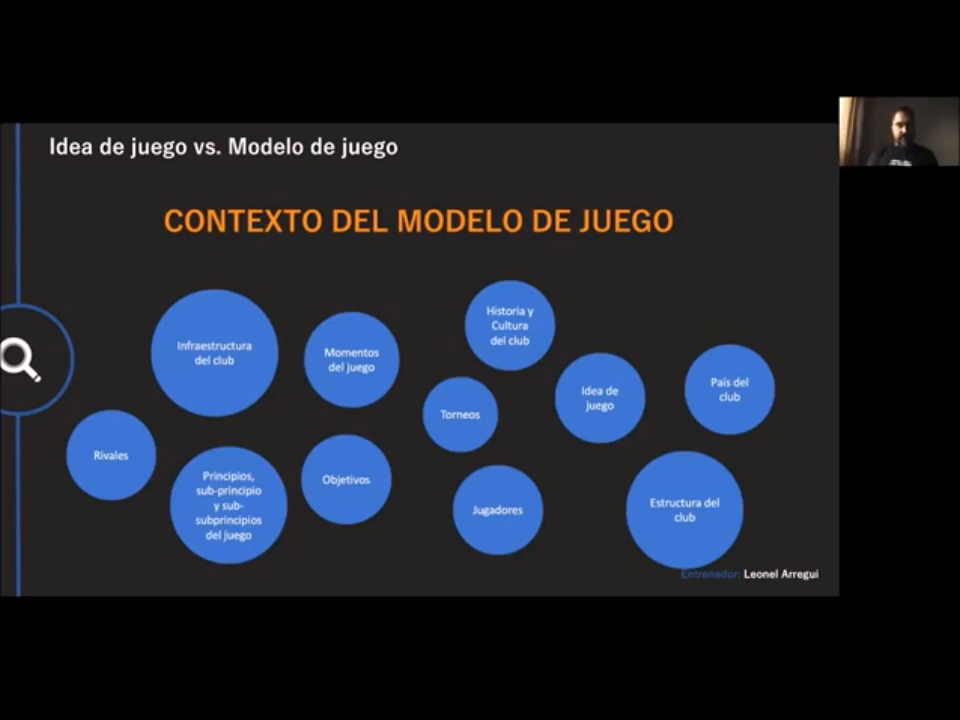 Idea de juego vs. Modelo de juego
CONTEXTO DEL MODELO DE JUEGO
Infraestructura
del club
Momentos
del juego
Historia y
Cultura
del club
Torneos
Idea de
juego
País del
club
Rivales
Principios,
sub-principio
y sub-
subprincipios
del juego
Objetivos
Jugadores
Estructura del
club
Entrenador: Leonel Arregui